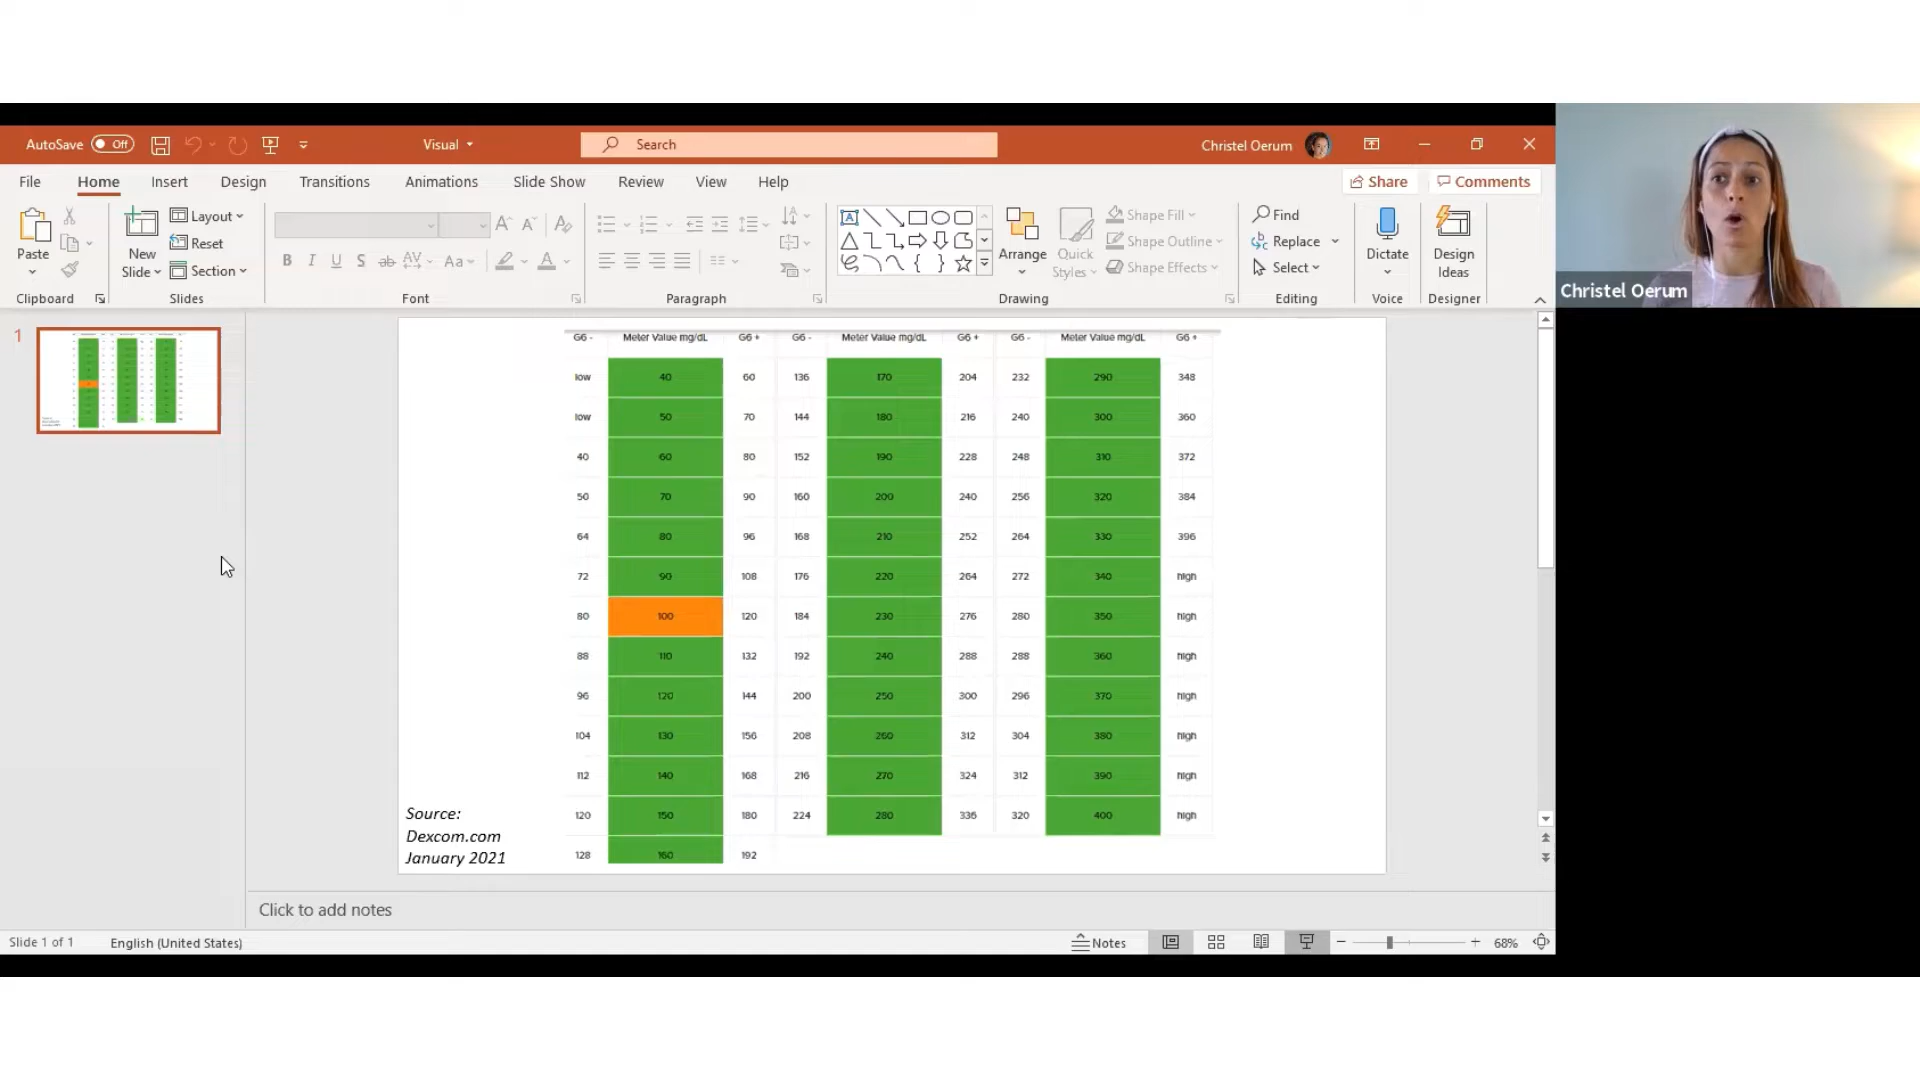 AutoSave Off Visual Search Christel Oerum
File Home Insert Design Transitions Animations Slide Show Review View Help Share Comments
Paste New Slide Layout Reset Section
B I U S ab AV Aa A
Arrange Quick Styles Shape Fill Shape Outline Shape Effects
Find Replace Select Dictate Design Ideas
Clipboard Slides Font Paragraph Drawing Editing Voice Designer
Christel Oerum
1
G6 - Meter Value mg/dL G6 + G6 - Meter Value mg/dL G6 + G6 - Meter Value mg/dL G6 +
low 40 60 136 170 204 232 290 348
low 50 70 144 180 216 240 300 360
40 60 80 152 190 228 248 310 372
50 70 90 160 200 240 256 320 384
64 80 96 168 210 252 264 330 396
72 90 108 176 220 264 272 340 high
80 100 120 184 230 276 280 350 high
88 110 132 192 240 288 288 360 high
96 120 144 200 250 300 296 370 high
104 130 156 208 260 312 304 380 high
112 140 168 216 270 324 312 390 high
120 150 180 224 280 336 320 400 high
128 160 192
Source:
Dexcom.com
January 2021
Click to add notes
Slide 1 of 1 English (United States) Notes 68%